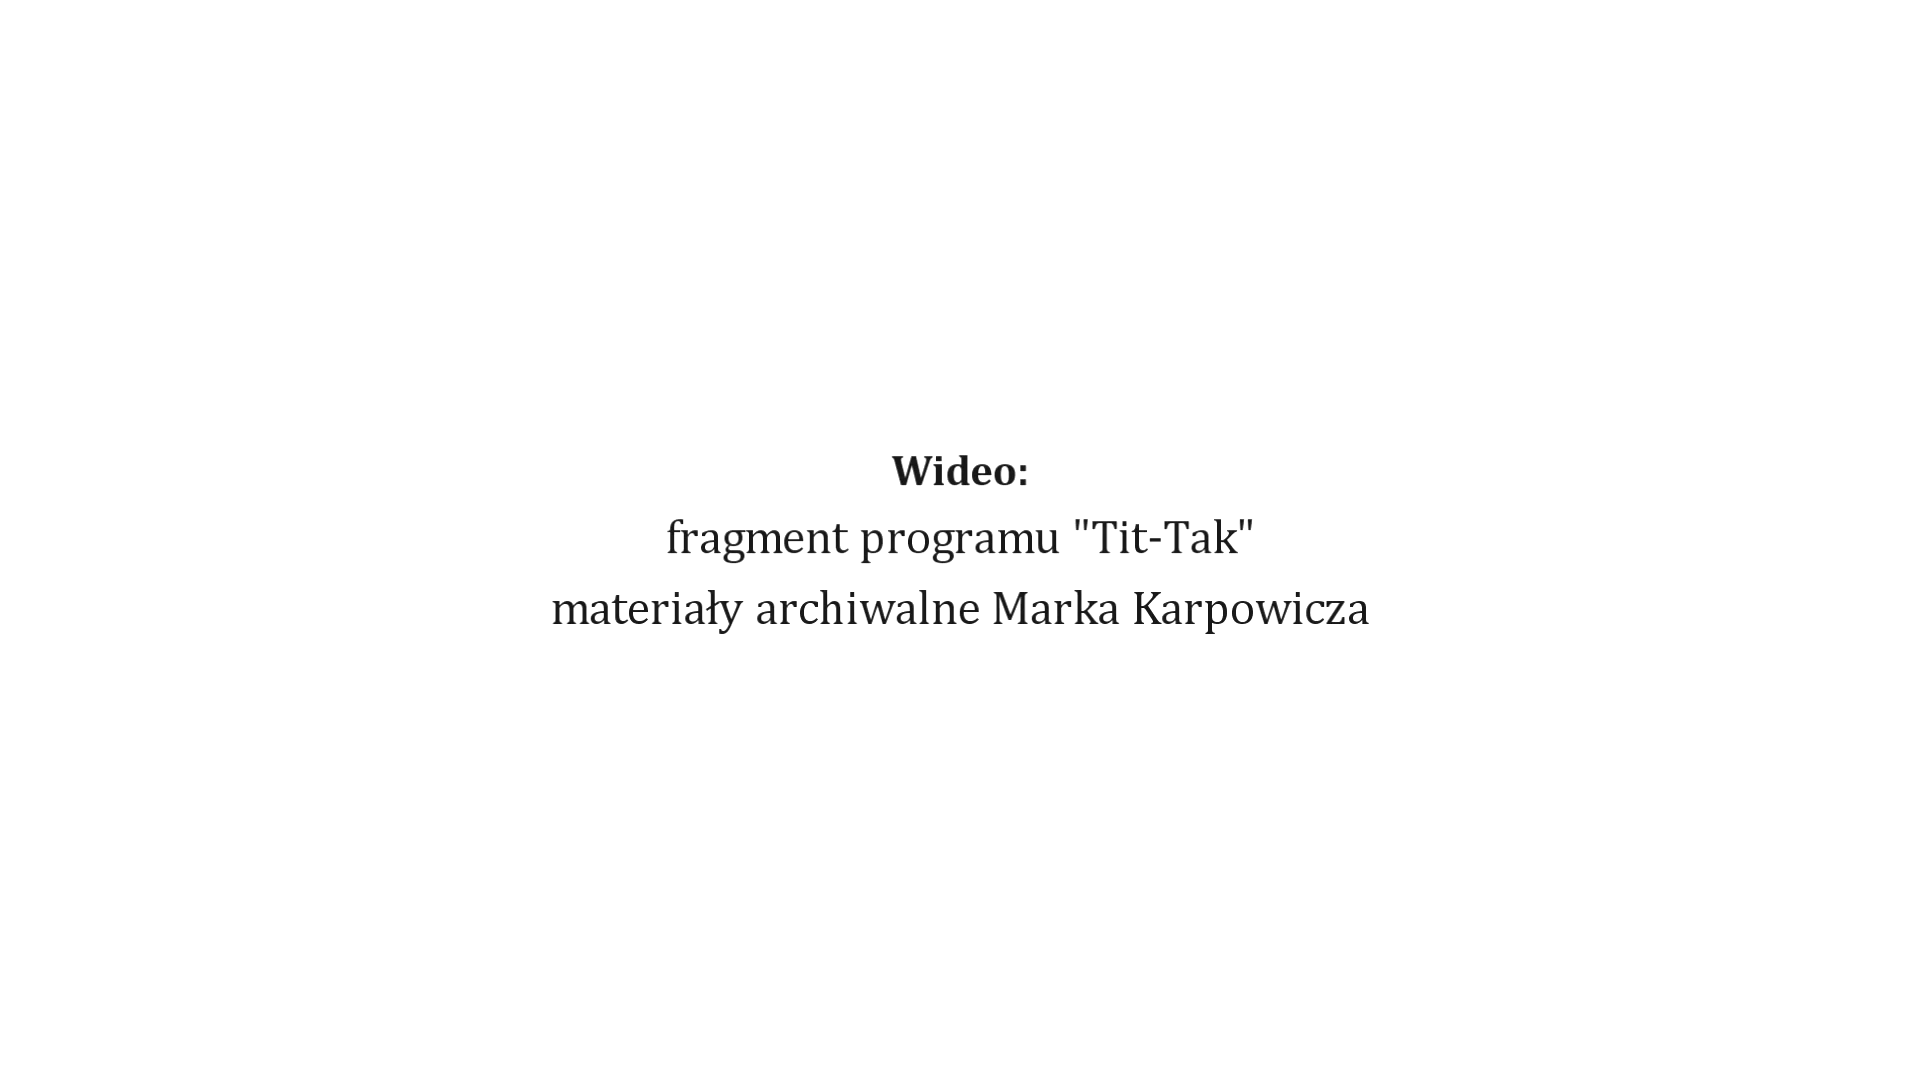 Wideo:
fragment programu "Tit-Tak"
materiały archiwalne Marka Karpowicza